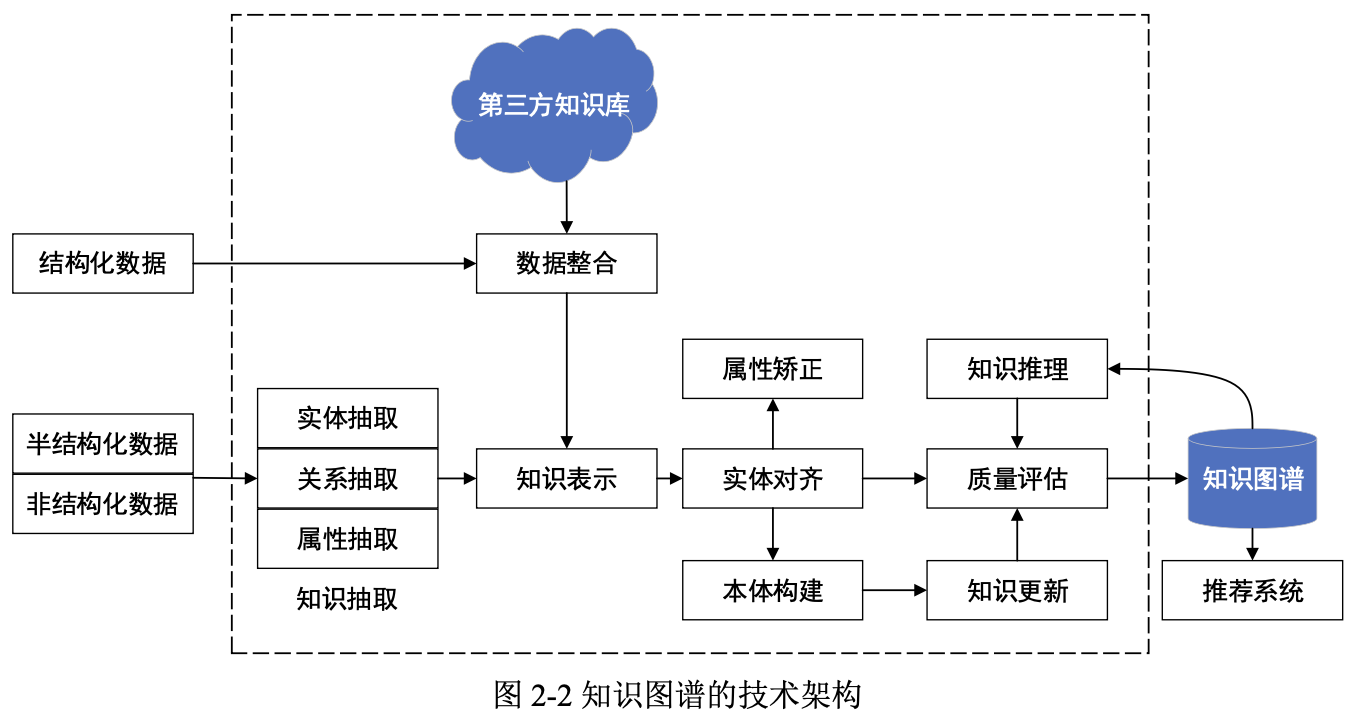 第三方知识库
结构化数据
数据整合
属性矫正
知识推理
实体抽取
半结构化数据
关系抽取
知识表示
实体对齐
质量评估
知识图谱
非结构化数据
属性抽取
知识抽取
本体构建
知识更新
推荐系统
图 2-2 知识图谱的技术架构